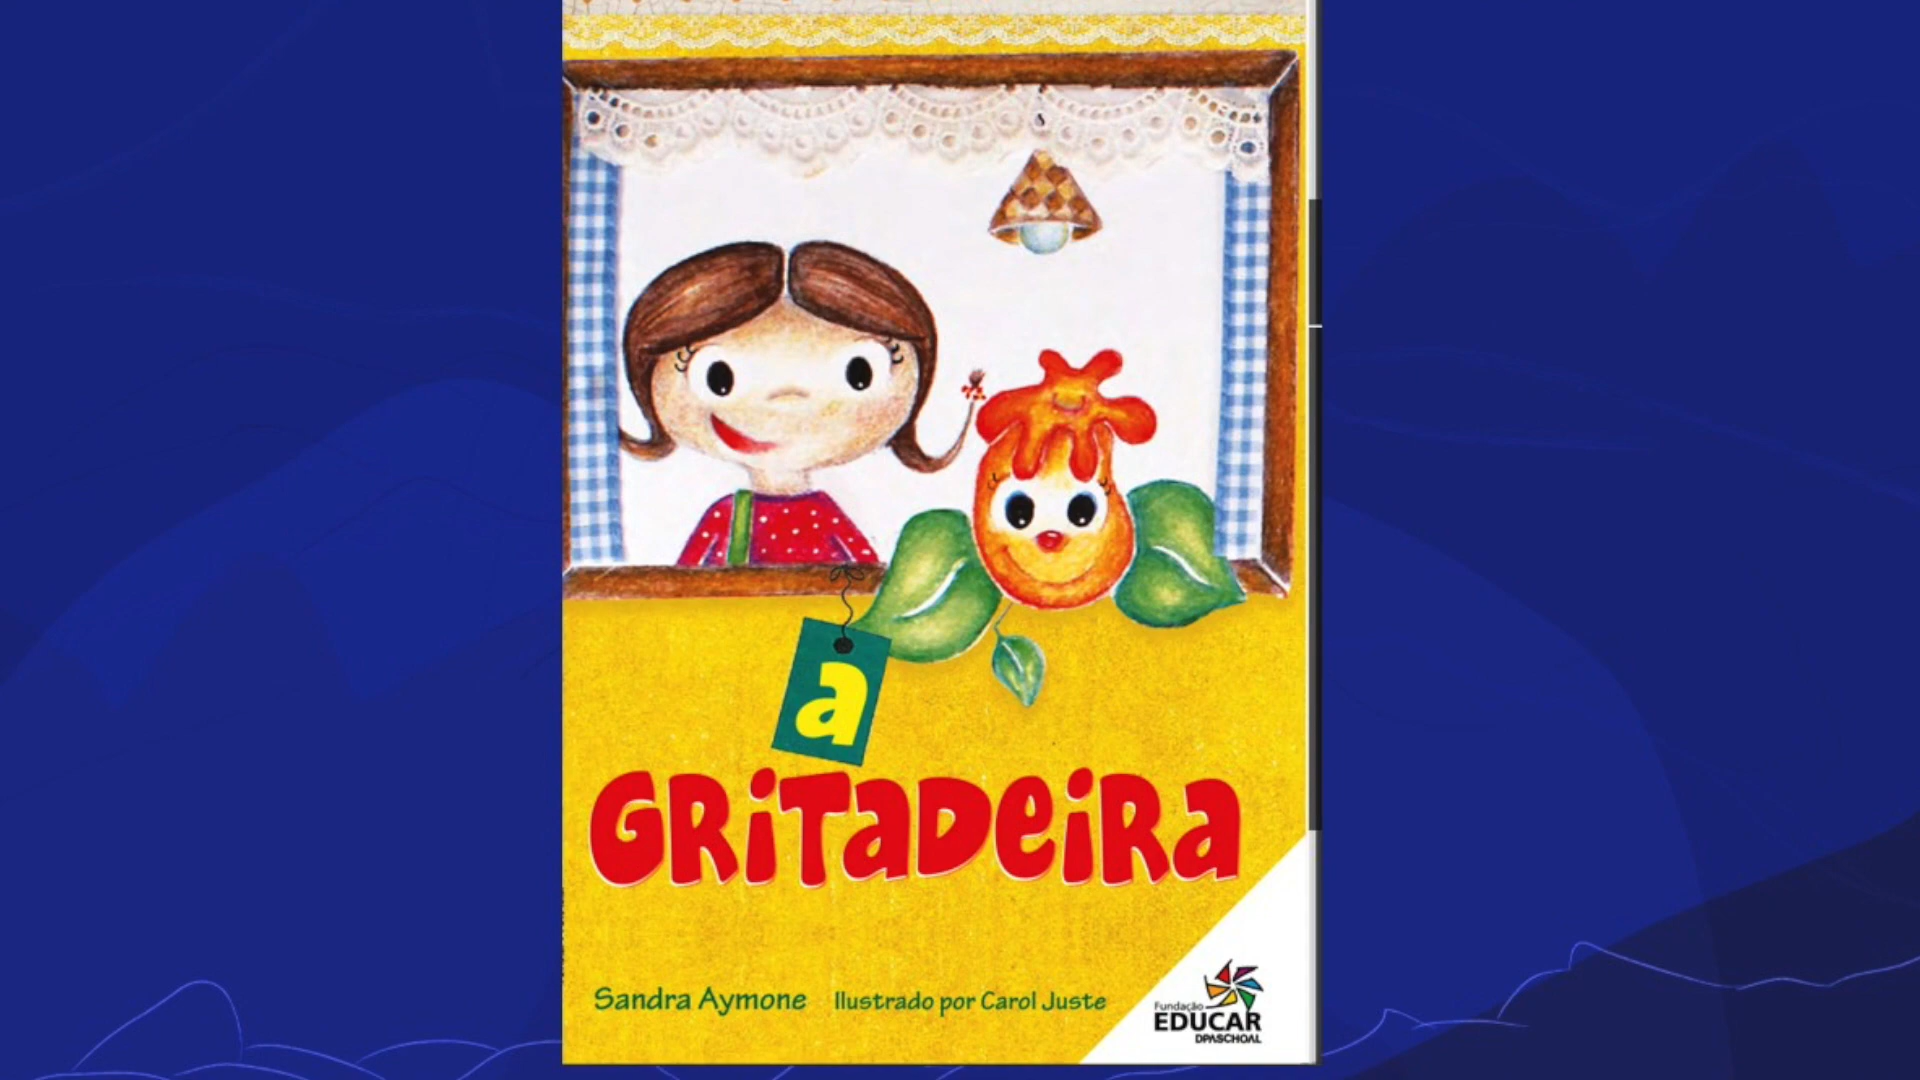 a
GRiTaDeiRa
Sandra Aymone Ilustrado por Carol Juste
Fundação
EDUCAR
DPASCHOAL